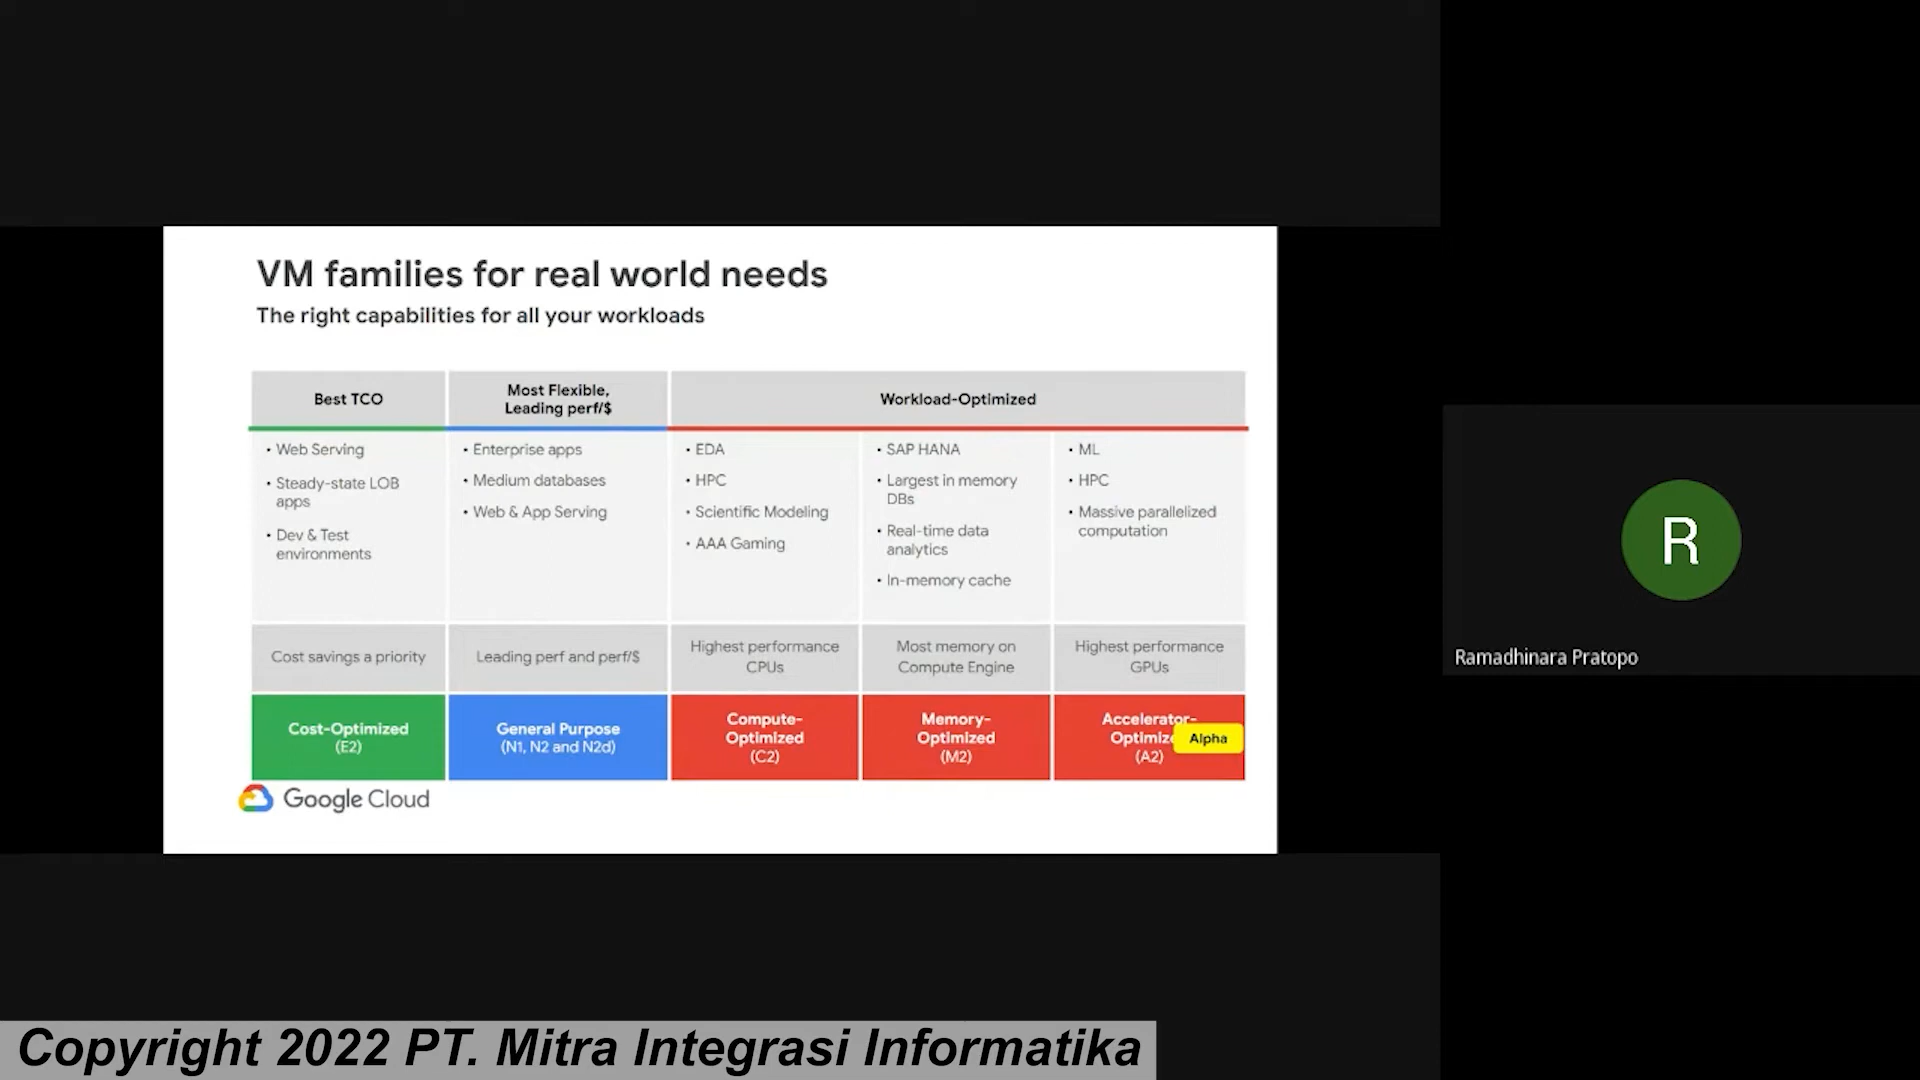 VM families for real world needs
The right capabilities for all your workloads
Best TCO
Most Flexible,
Leading perf/$
Workload-Optimized
• Web Serving
• Steady-state LOB
apps
• Dev & Test
environments
• Enterprise apps
• Medium databases
• Web & App Serving
• EDA
• HPC
• Scientific Modeling
• AAA Gaming
• SAP HANA
• Largest in memory
DBs
• Real-time data
analytics
• In-memory cache
• ML
• HPC
• Massive parallelized
computation
Cost savings a priority
Leading perf and perf/$
Highest performance
CPUs
Most memory on
Compute Engine
Highest performance
GPUs
Cost-Optimized
(E2)
General Purpose
(N1, N2 and N2d)
Compute-
Optimized
(C2)
Memory-
Optimized
(M2)
Accelerator-
Optimize
(A2)
Alpha
Google Cloud
R
Ramadhinara Pratopo
Copyright 2022 PT. Mitra Integrasi Informatika